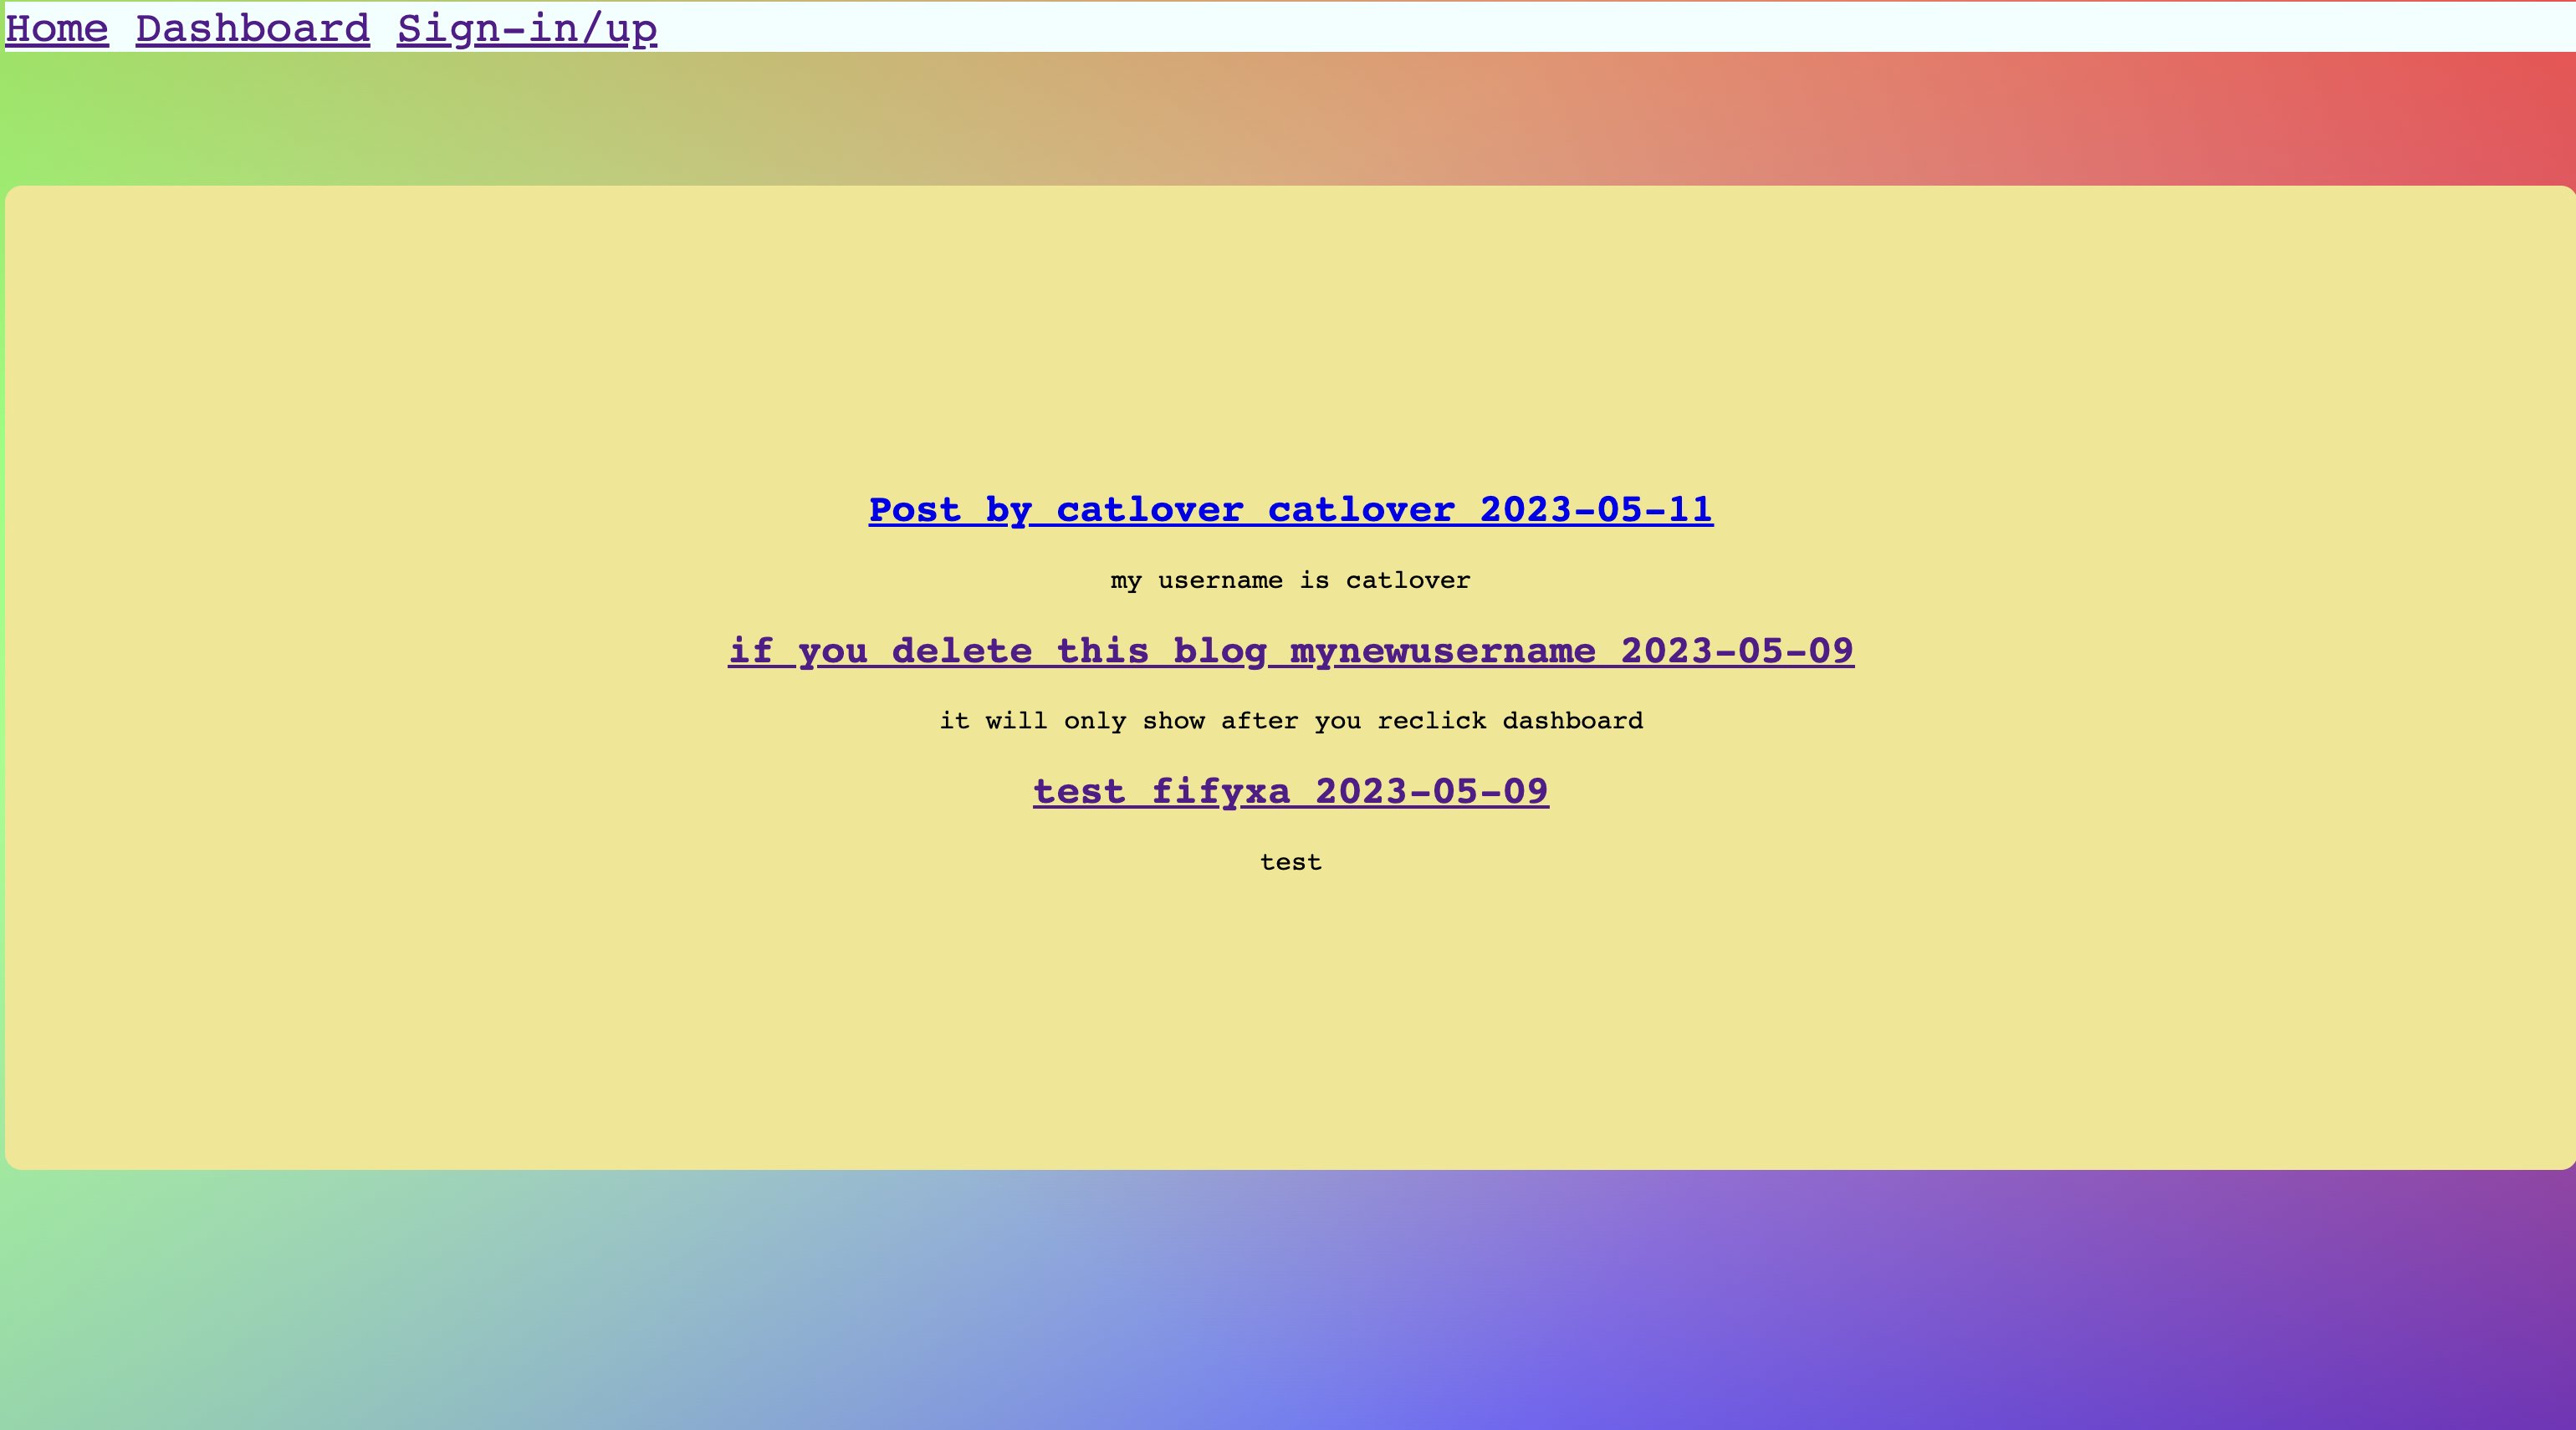 Home Dashboard Sign-in/up
Post by catlover catlover 2023-05-11
my username is catlover
if you delete this blog mynewusername 2023-05-09
it will only show after you reclick dashboard
test fifyxa 2023-05-09
test